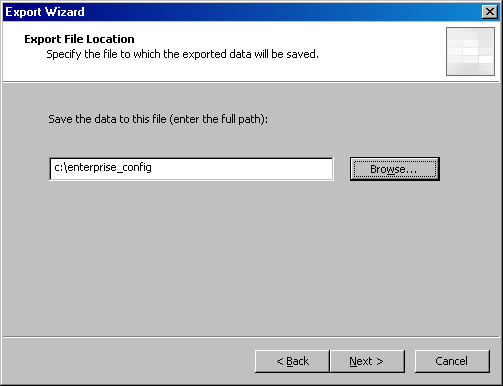 Export Wizard
Export File Location
Specify the file to which the exported data will be saved.
Save the data to this file (enter the full path):
c:\enterprise_config
Browse...
< Back
Next >
Cancel